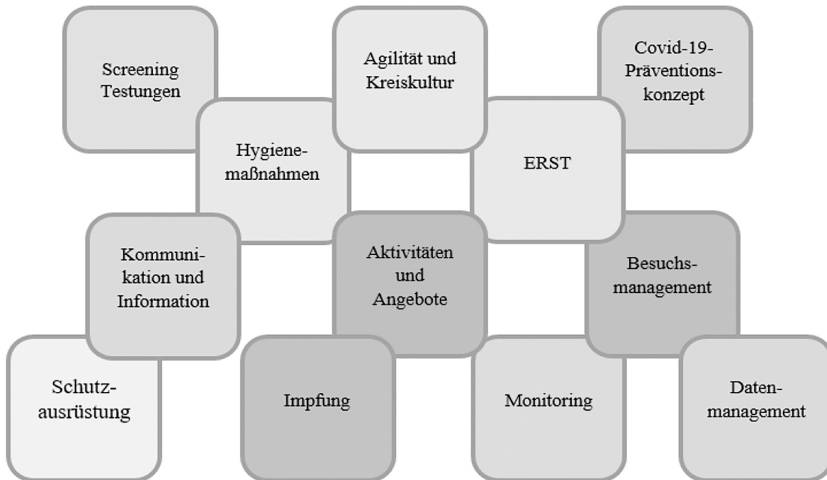 Screening
Testungen
Agilität und
Kreiskultur
Covid-19-
Präventions-
konzept
Hygiene-
maßnahmen
ERST
Kommuni-
kation und
Information
Aktivitäten
und
Angebote
Besuchs-
management
Schutz-
ausrüstung
Impfung
Monitoring
Daten-
management